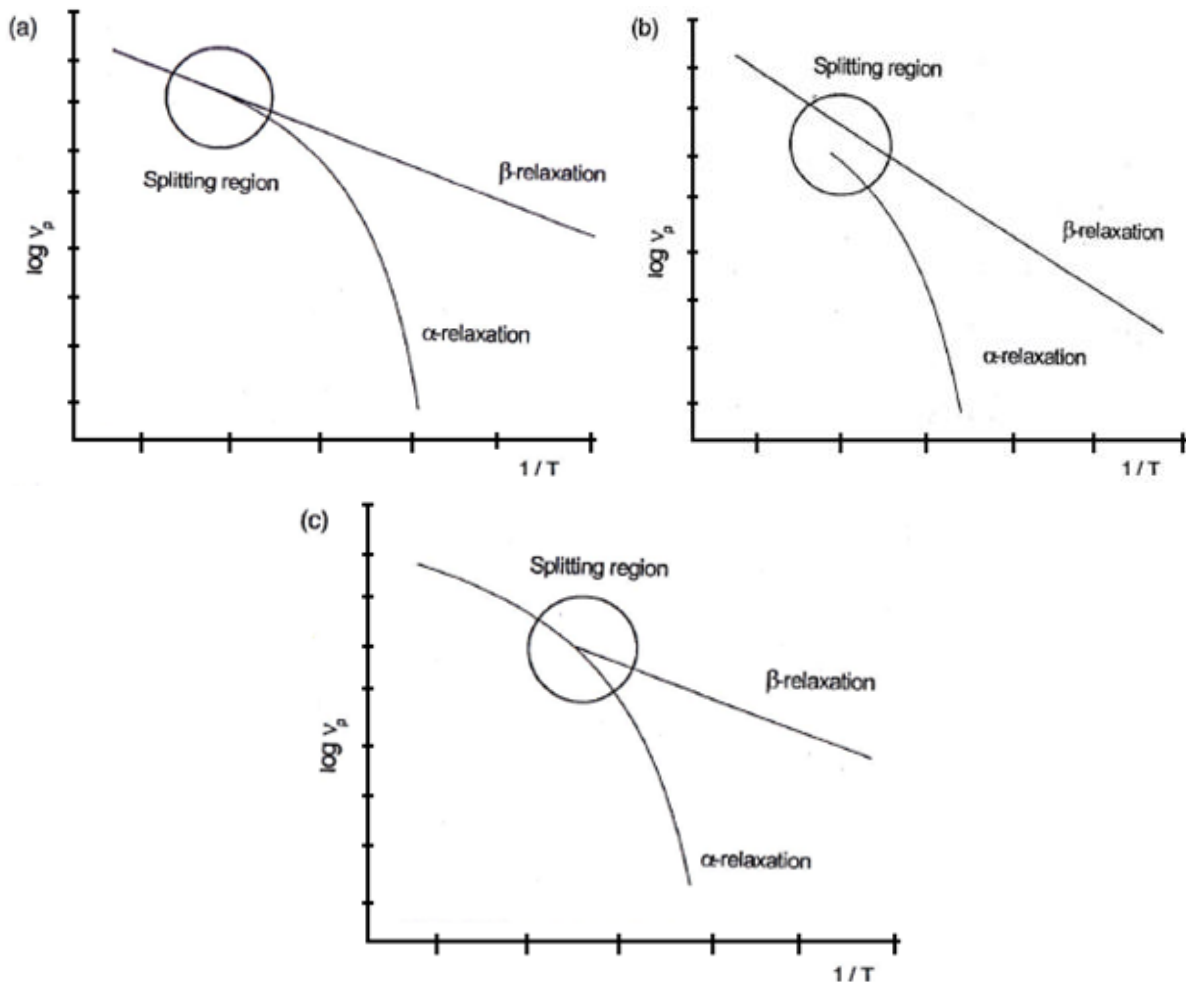 (a)
Splitting region
β-relaxation
α-relaxation
log νₚ
1 / T
(b)
Splitting region
β-relaxation
α-relaxation
log νₚ
1 / T
(c)
Splitting region
β-relaxation
α-relaxation
log νₚ
1 / T